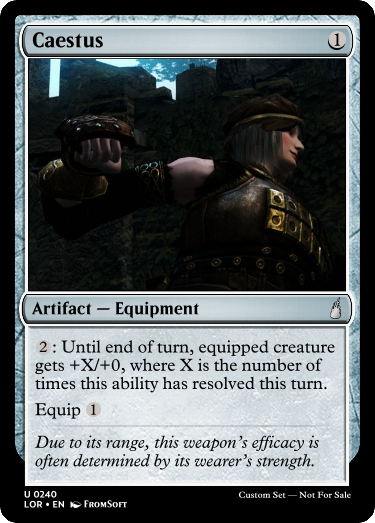 Caestus 1
Artifact — Equipment
2: Until end of turn, equipped creature
gets +X/+0, where X is the number of
times this ability has resolved this turn.
Equip 1
Due to its range, this weapon's efficacy is
often determined by its wearer's strength.
U 0240
LOR • EN FROMSOFT
Custom Set — Not For Sale